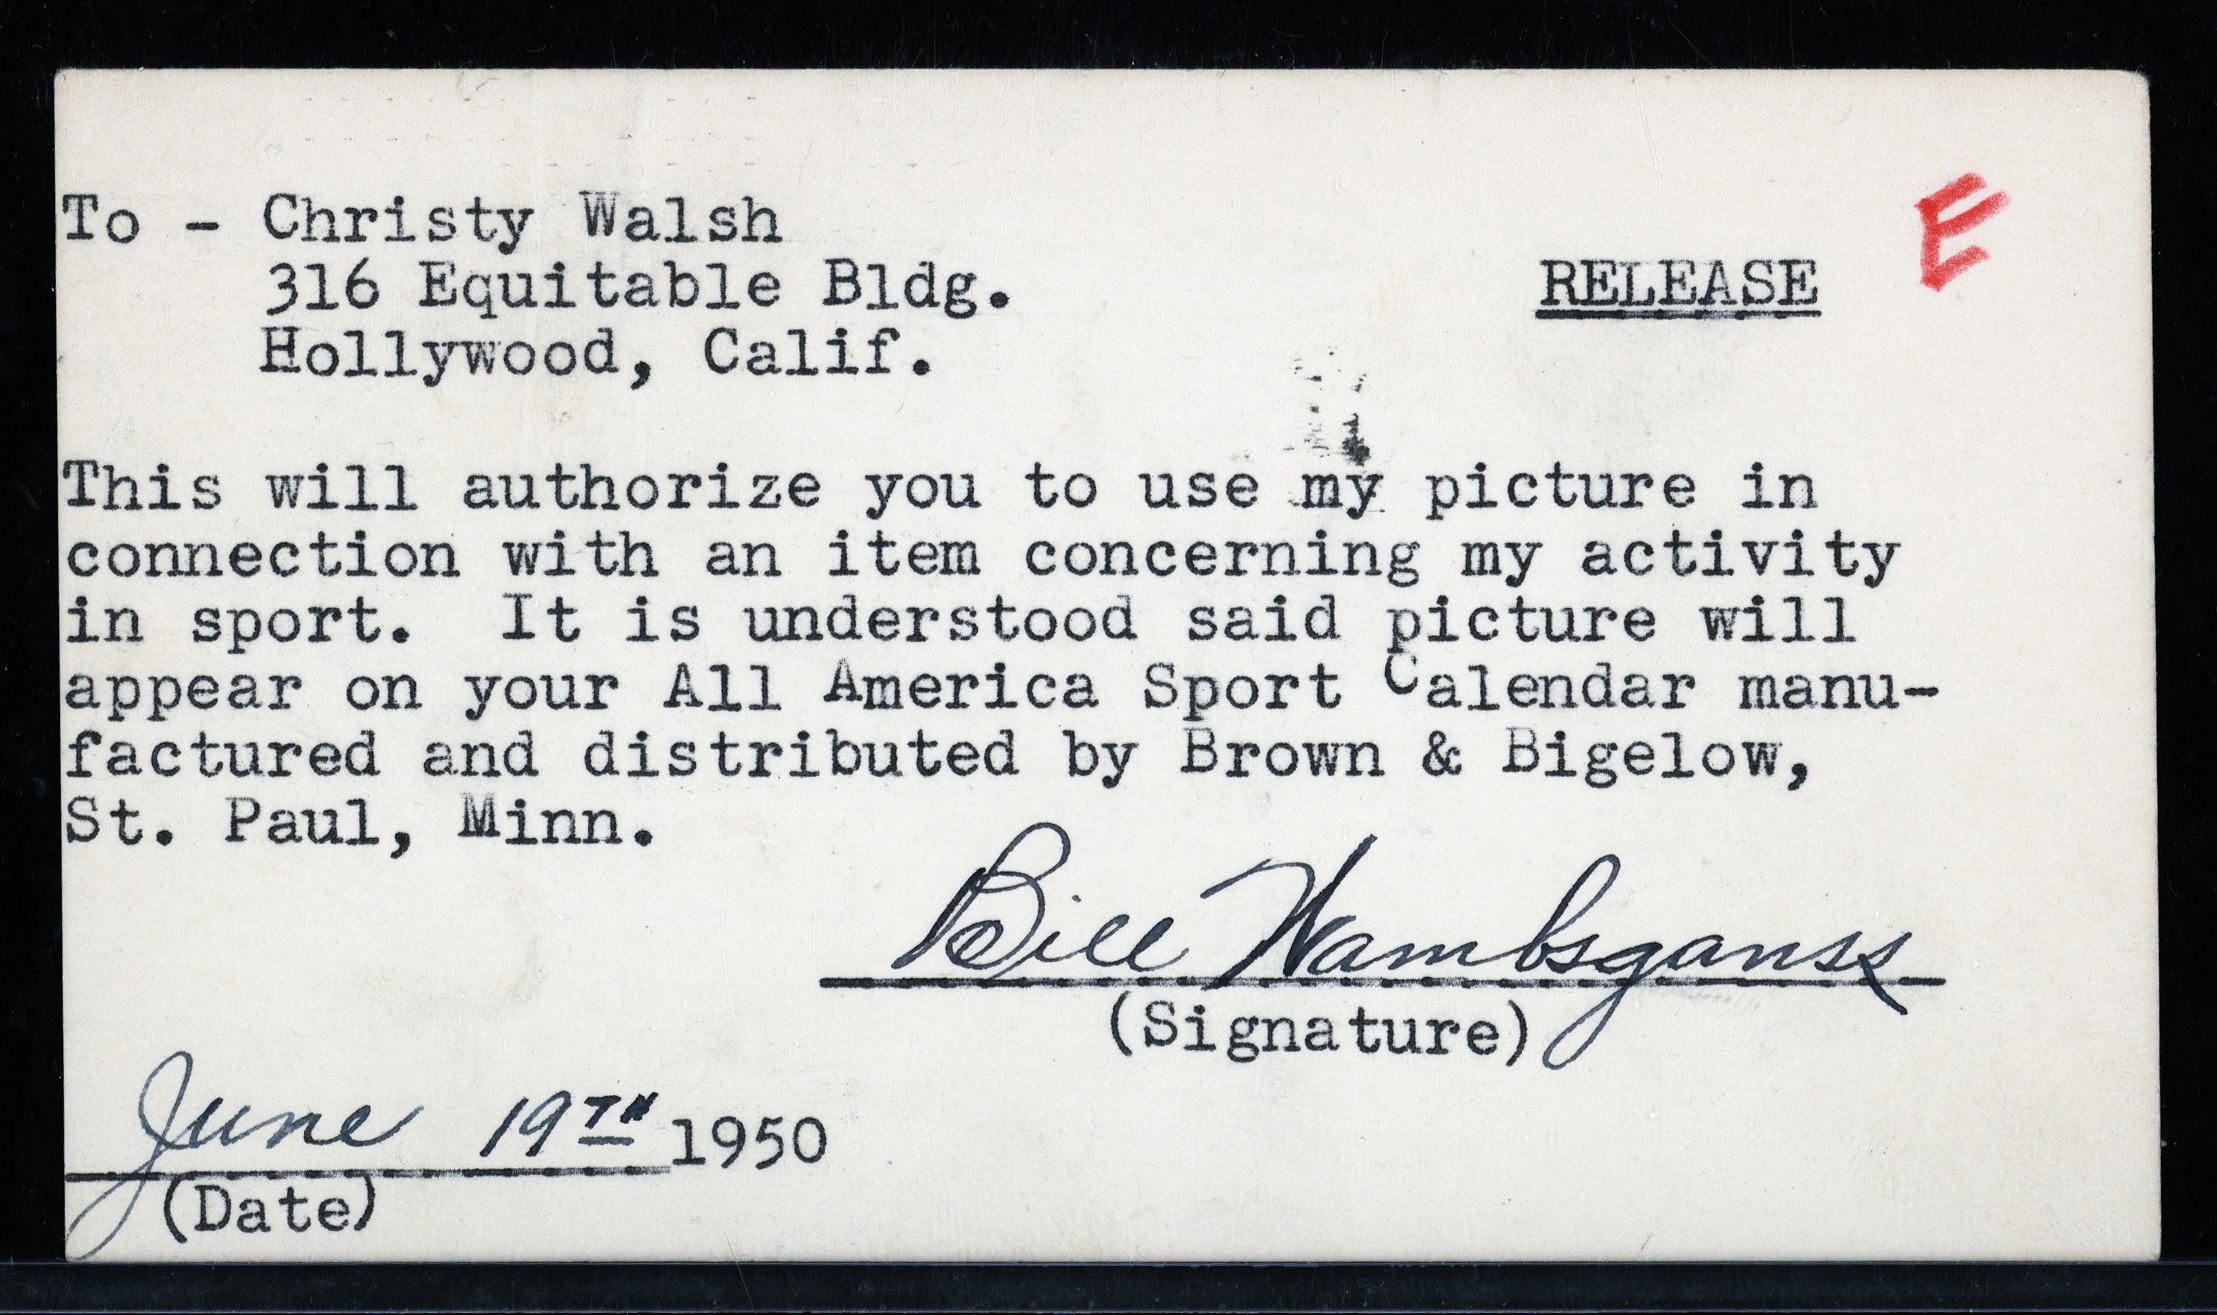 To - Christy Walsh
316 Equitable Bldg.
Hollywood, Calif.
RELEASE
E
This will authorize you to use my picture in
connection with an item concerning my activity
in sport.  It is understood said picture will
appear on your All America Sport Calendar manu-
factured and distributed by Brown & Bigelow,
St. Paul, Minn.
Bill Wambsganss
(Signature)
June 19TH 1950
(Date)